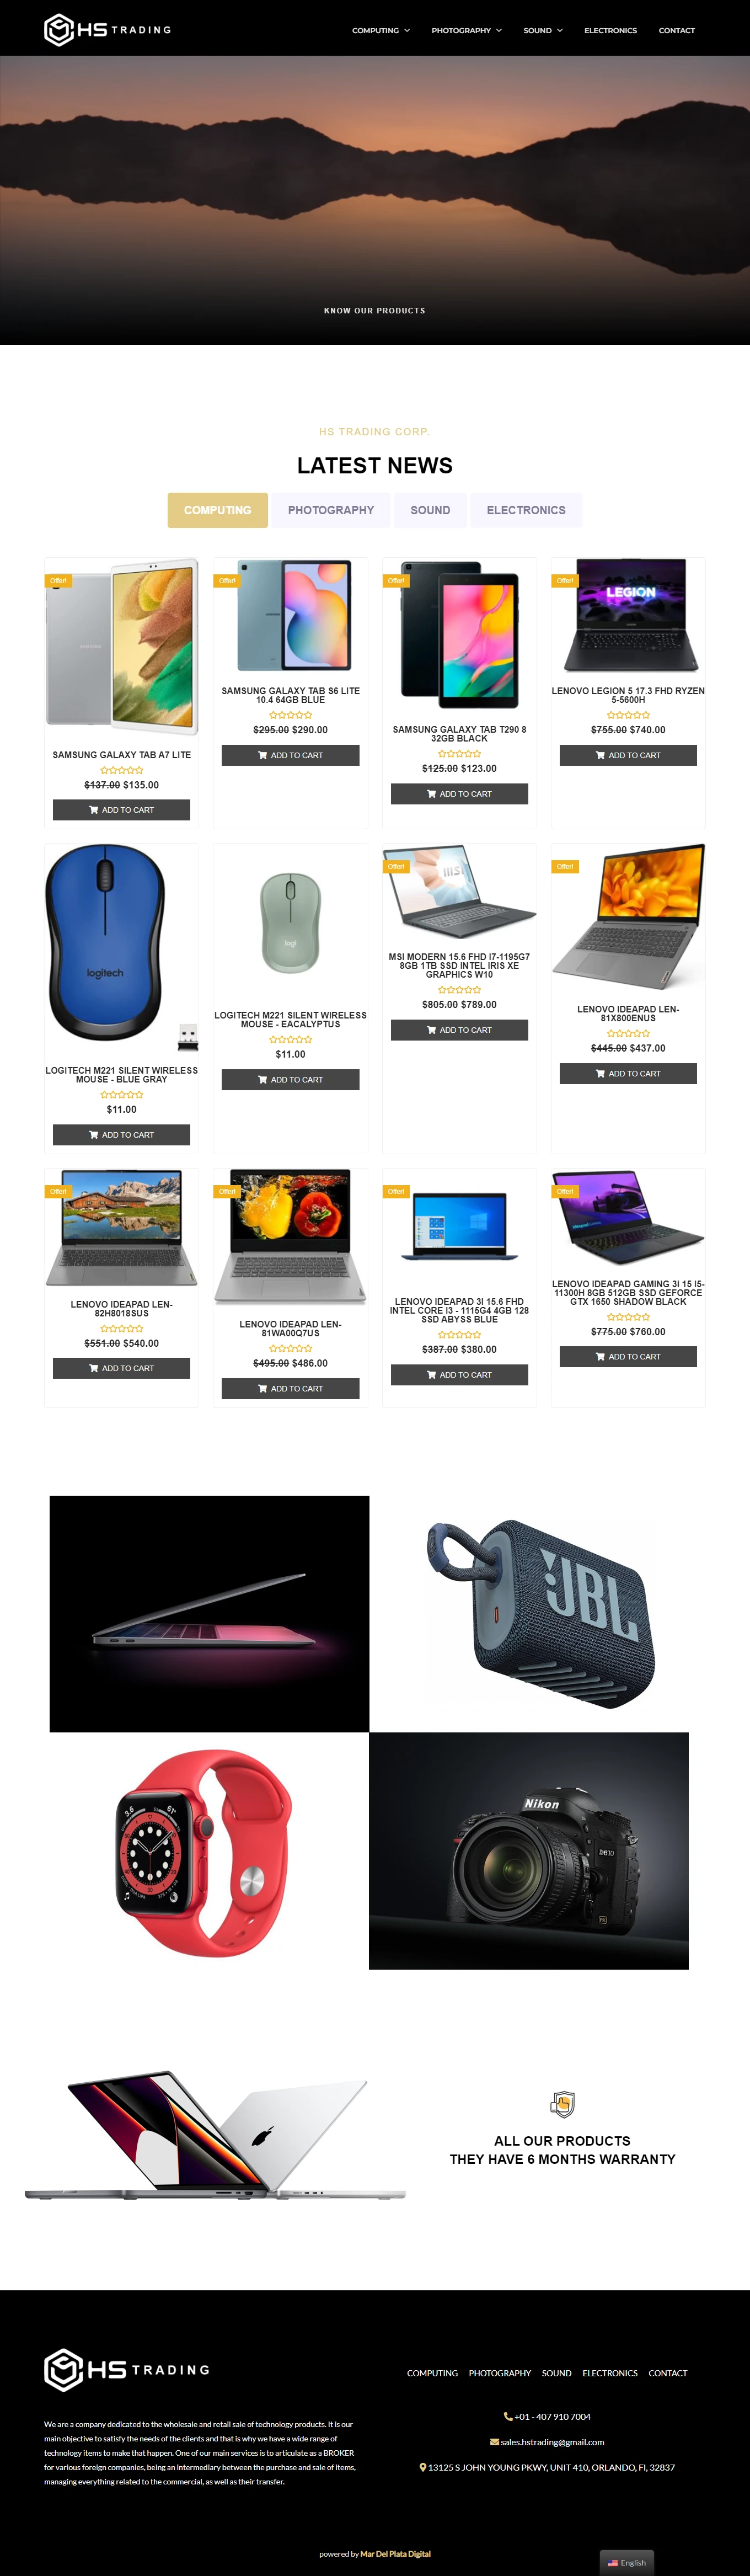 HS TRADING
COMPUTING PHOTOGRAPHY SOUND ELECTRONICS CONTACT
KNOW OUR PRODUCTS
HS TRADING CORP.
LATEST NEWS
COMPUTING PHOTOGRAPHY SOUND ELECTRONICS
Offer!
SAMSUNG
SAMSUNG GALAXY TAB A7 LITE
$137.00 $135.00
ADD TO CART
Offer!
SAMSUNG GALAXY TAB S6 LITE
10.4 64GB BLUE
$295.00 $290.00
ADD TO CART
Offer!
SAMSUNG GALAXY TAB T290 8
32GB BLACK
$125.00 $123.00
ADD TO CART
Offer!
LEGION
LENOVO LEGION 5 17.3 FHD RYZEN
5-5600H
$755.00 $740.00
ADD TO CART
logitech
LOGITECH M221 SILENT WIRELESS
MOUSE - BLUE GRAY
$11.00
ADD TO CART
logi
LOGITECH M221 SILENT WIRELESS
MOUSE - EACALYPTUS
$11.00
ADD TO CART
Offer!
msi
MSI MODERN 15.6 FHD I7-1195G7
8GB 1TB SSD INTEL IRIS XE
GRAPHICS W10
$805.00 $789.00
ADD TO CART
Offer!
LENOVO IDEAPAD LEN-
81X800ENUS
$445.00 $437.00
ADD TO CART
Offer!
LENOVO IDEAPAD LEN-
82H8018SUS
$551.00 $540.00
ADD TO CART
Offer!
LENOVO IDEAPAD LEN-
81WA00Q7US
$495.00 $486.00
ADD TO CART
Offer!
LENOVO IDEAPAD 3I 15.6 FHD
INTEL CORE I3 - 1115G4 4GB 128
SSD ABYSS BLUE
$387.00 $380.00
ADD TO CART
Offer!
LENOVO IDEAPAD GAMING 3I 15 I5-
11300H 8GB 512GB SSD GEFORCE
GTX 1650 SHADOW BLACK
$775.00 $760.00
ADD TO CART
JBL
Nikon
D610
FX
ALL OUR PRODUCTS
THEY HAVE 6 MONTHS WARRANTY
HS TRADING
We are a company dedicated to the wholesale and retail sale of technology products. It is our
main objective to satisfy the needs of the clients and that is why we have a wide range of
technology items to make that happen. One of our main services is to articulate as a BROKER
for various foreign companies, being an intermediary between the purchase and sale of items,
managing everything related to the commercial, as well as their transfer.
COMPUTING PHOTOGRAPHY SOUND ELECTRONICS CONTACT
+01 - 407 910 7004
sales.hstrading@gmail.com
13125 S JOHN YOUNG PKWY, UNIT 410, ORLANDO, Fl, 32837
powered by Mar Del Plata Digital
English